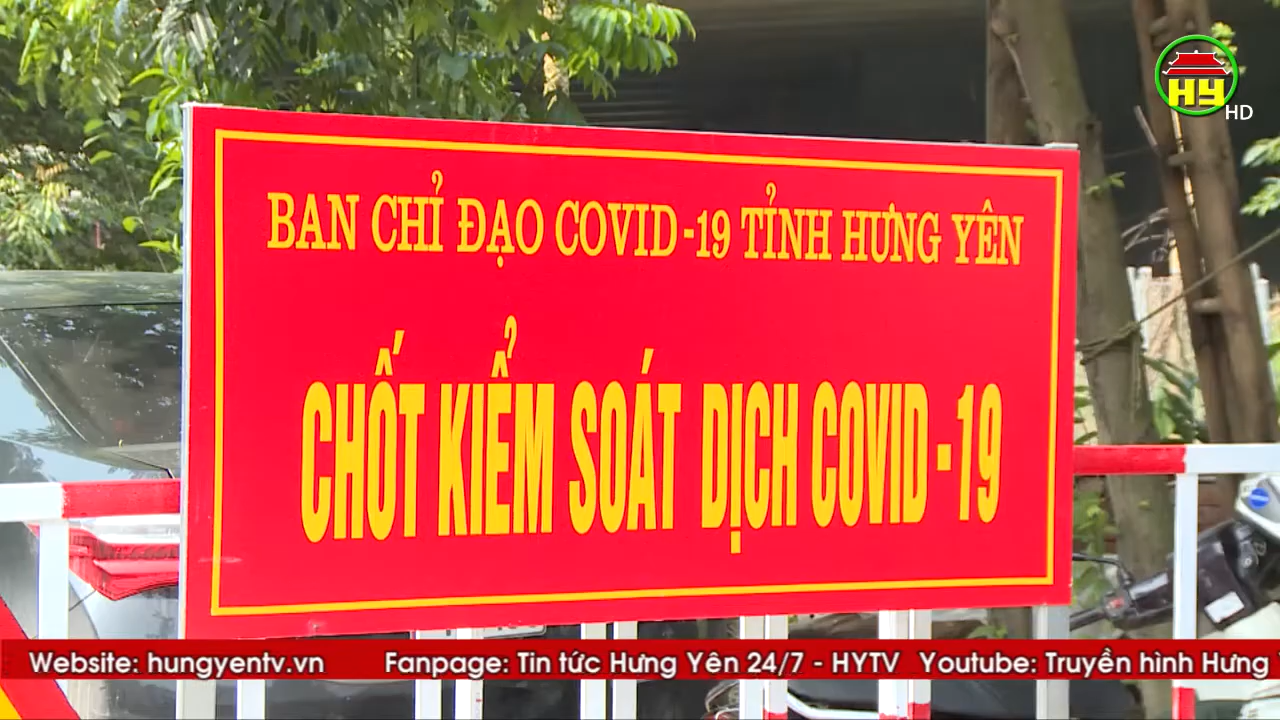 HY
HD
BAN CHỈ ĐẠO COVID-19 TỈNH HƯNG YÊN
CHỐT KIỂM SOÁT DỊCH COVID-19
Website: hungyentv.vn Fanpage: Tin tức Hưng Yên 24/7 - HYTV Youtube: Truyền hình Hưng